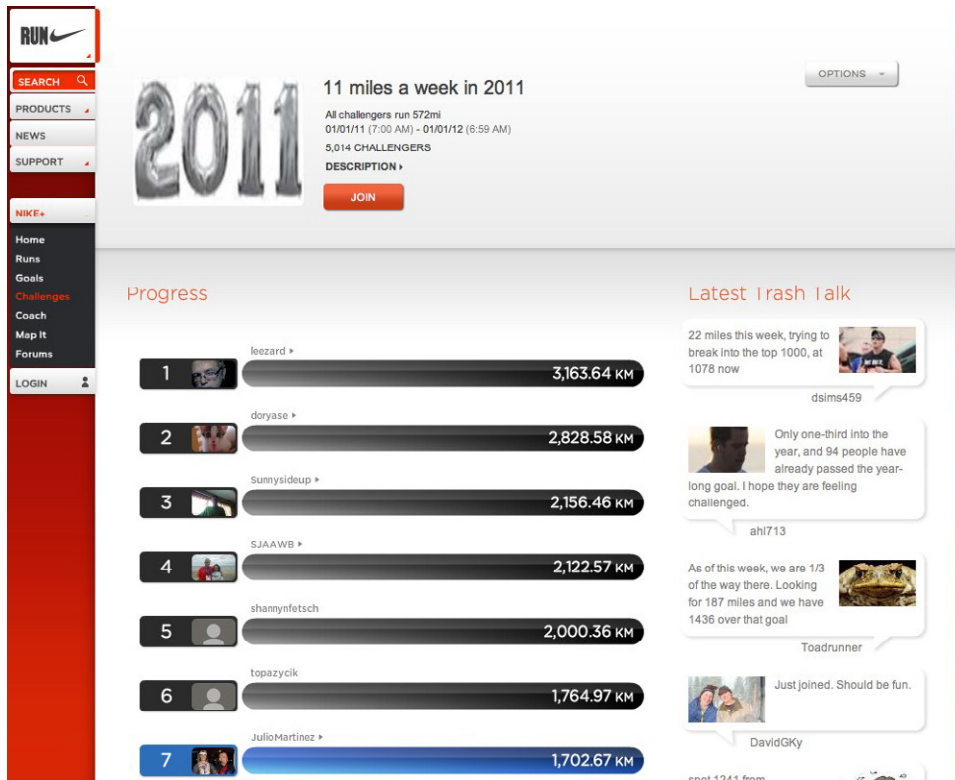 RUN
SEARCH
PRODUCTS
NEWS
SUPPORT
NIKE+
Home
Runs
Goals
Challenges
Coach
Map It
Forums
LOGIN
2011
11 miles a week in 2011
All challengers run 572mi
01/01/11 (7:00 AM) - 01/01/12 (6:59 AM)
5,014 CHALLENGERS
DESCRIPTION
JOIN
OPTIONS
Progress
leezard
1 3,163.64 KM
doryase
2 2,828.58 KM
Sunnysideup
3 2,156.46 KM
SJAAWB
4 2,122.57 KM
shannynfetsch
5 2,000.36 KM
topazycik
6 1,764.97 KM
JulioMartinez
7 1,702.67 KM
Latest Trash Talk
22 miles this week, trying to
break into the top 1000, at
1078 now
dsims459
Only one-third into the
year, and 94 people have
already passed the year-
long goal. I hope they are feeling
challenged.
ahl713
As of this week, we are 1/3
of the way there. Looking
for 187 miles and we have
1436 over that goal
Toadrunner
Just joined. Should be fun.
DavidGKy
spot 1241 from